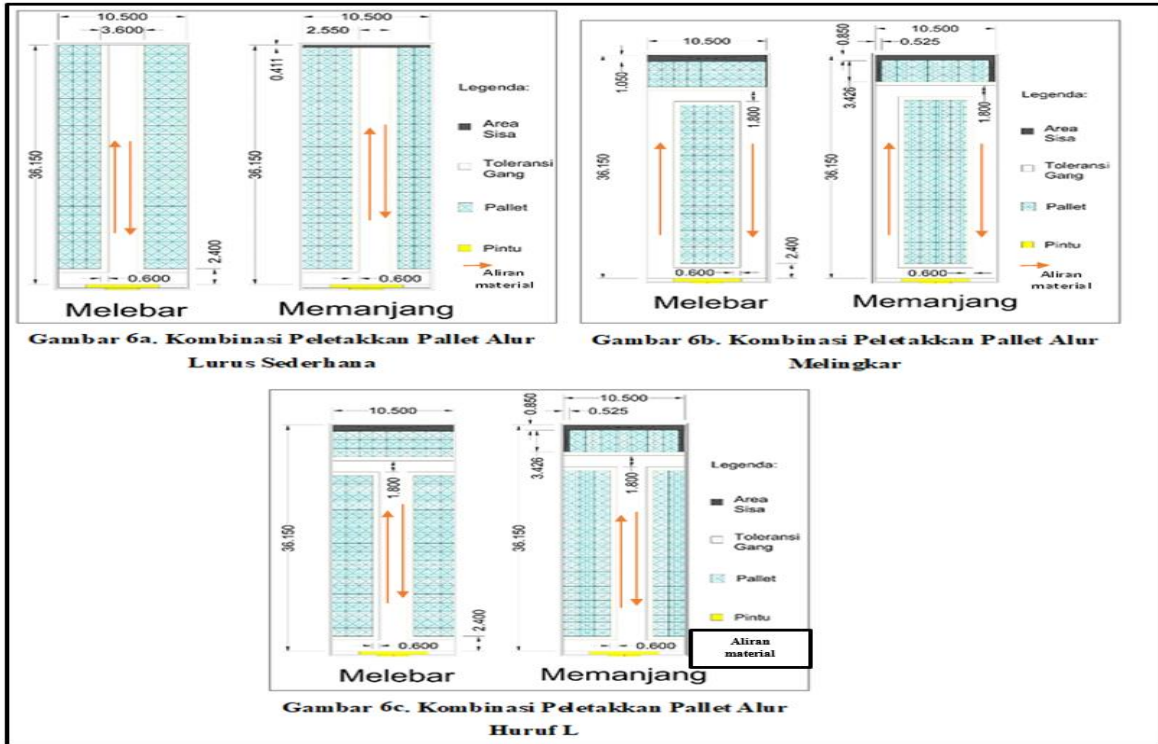 10.500
3.600
36.150
2.400
0.600
Melebar
10.500
2.550
0.411
36.150
0.600
Memanjang
Legenda:
Area
Sisa
Toleransi
Gang
Pallet
Pintu
Aliran
material
Gambar 6a. Kombinasi Peletakkan Pallet Alur
Lurus Sederhana
10.500
1.050
36.150
1.800
2.400
0.600
Melebar
10.500
0.850
0.525
3.426
36.150
1.800
0.600
Memanjang
Legenda:
Area
Sisa
Toleransi
Gang
Pallet
Pintu
Aliran
material
Gambar 6b. Kombinasi Peletakkan Pallet Alur
Melingkar
10.500
36.150
1.800
2.400
0.600
Melebar
10.500
0.850
0.525
3.426
36.150
1.800
0.600
Memanjang
Legenda:
Area
Sisa
Toleransi
Gang
Pallet
Pintu
Aliran
material
Gambar 6c. Kombinasi Peletakkan Pallet Alur
Huruf L